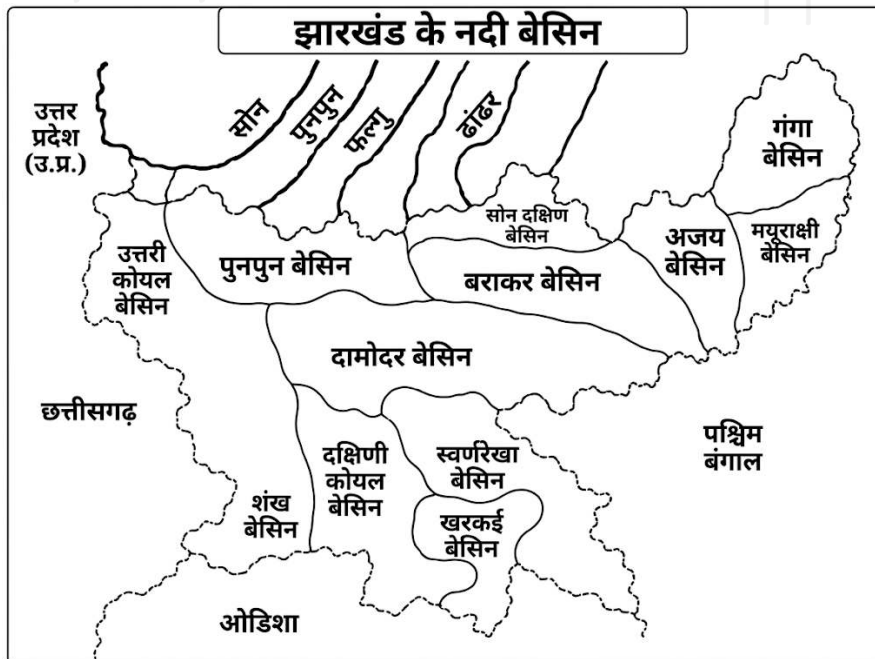 झारखंड के नदी बेसिन
उत्तर
प्रदेश
(उ.प्र.)
सोन
पुनपुन
फल्गु
ढांढर
गंगा
बेसिन
सोन दक्षिण
बेसिन
अजय
बेसिन
मयूराक्षी
बेसिन
उत्तरी
कोयल
बेसिन
पुनपुन बेसिन
बराकर बेसिन
दामोदर बेसिन
छत्तीसगढ़
पश्चिम
बंगाल
दक्षिणी
कोयल
बेसिन
स्वर्णरेखा
बेसिन
शंख
बेसिन
खरकई
बेसिन
ओडिशा